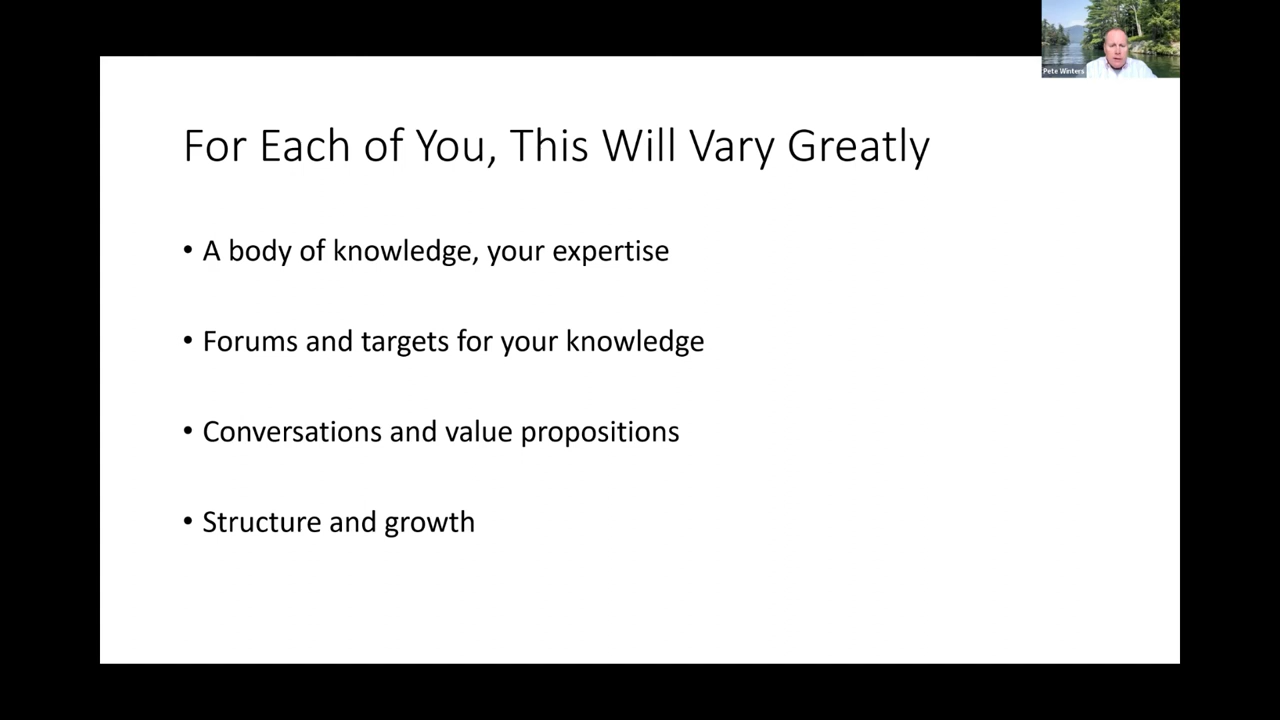 Pete Winters
For Each of You, This Will Vary Greatly
• A body of knowledge, your expertise
• Forums and targets for your knowledge
• Conversations and value propositions
• Structure and growth